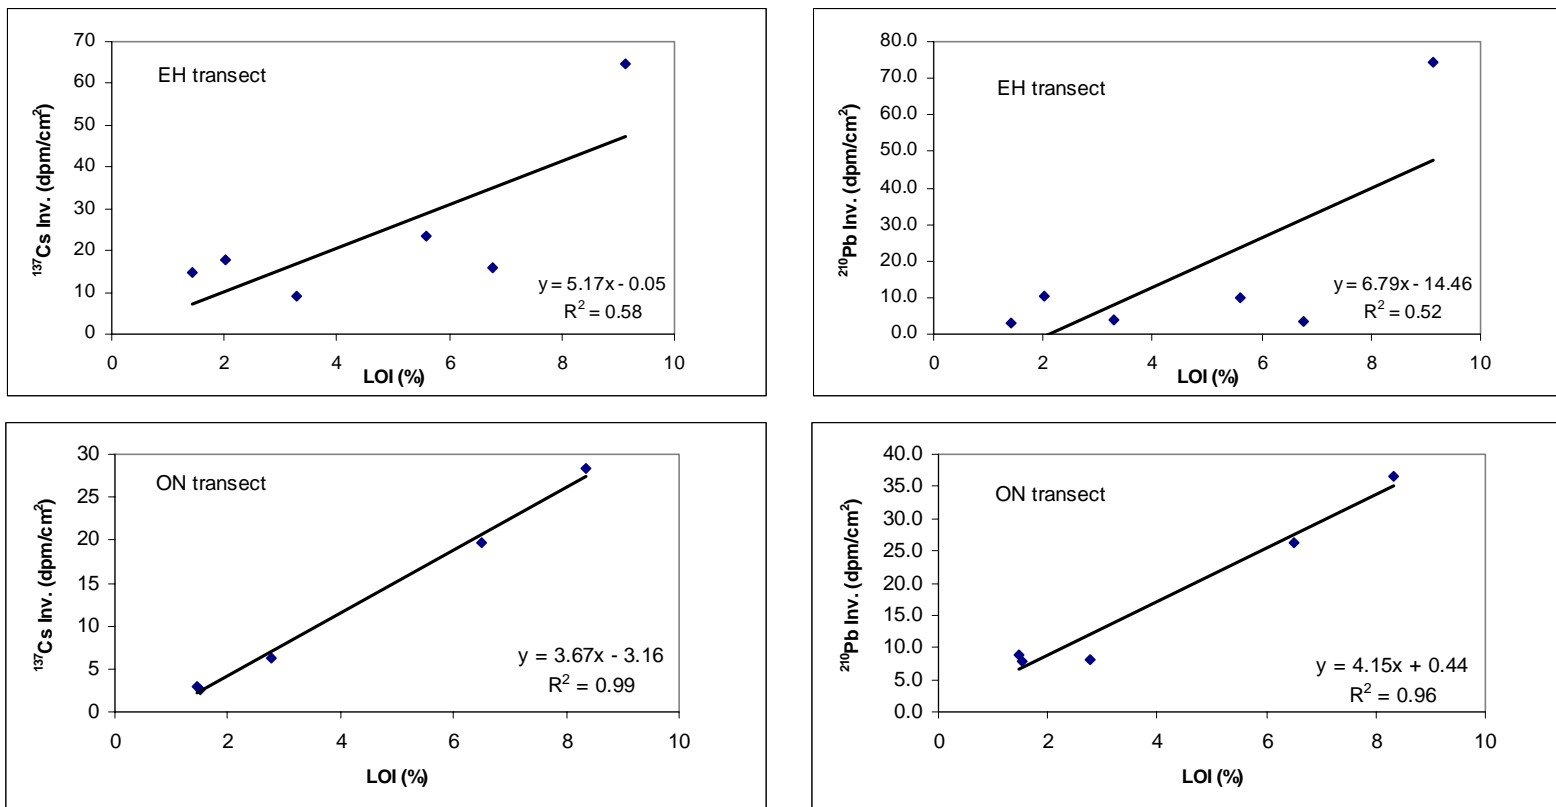 EH transect
¹³⁷Cs Inv. (dpm/cm²)
70
60
50
40
30
20
10
0
y = 5.17x - 0.05
R² = 0.58
0 2 4 6 8 10
LOI (%)
EH transect
²¹⁰Pb Inv. (dpm/cm²)
80.0
70.0
60.0
50.0
40.0
30.0
20.0
10.0
0.0
y = 6.79x - 14.46
R² = 0.52
0 2 4 6 8 10
LOI (%)
ON transect
¹³⁷Cs Inv. (dpm/cm²)
30
25
20
15
10
5
0
y = 3.67x - 3.16
R² = 0.99
0 2 4 6 8 10
LOI (%)
ON transect
²¹⁰Pb Inv. (dpm/cm²)
40.0
35.0
30.0
25.0
20.0
15.0
10.0
5.0
0.0
y = 4.15x + 0.44
R² = 0.96
0 2 4 6 8 10
LOI (%)